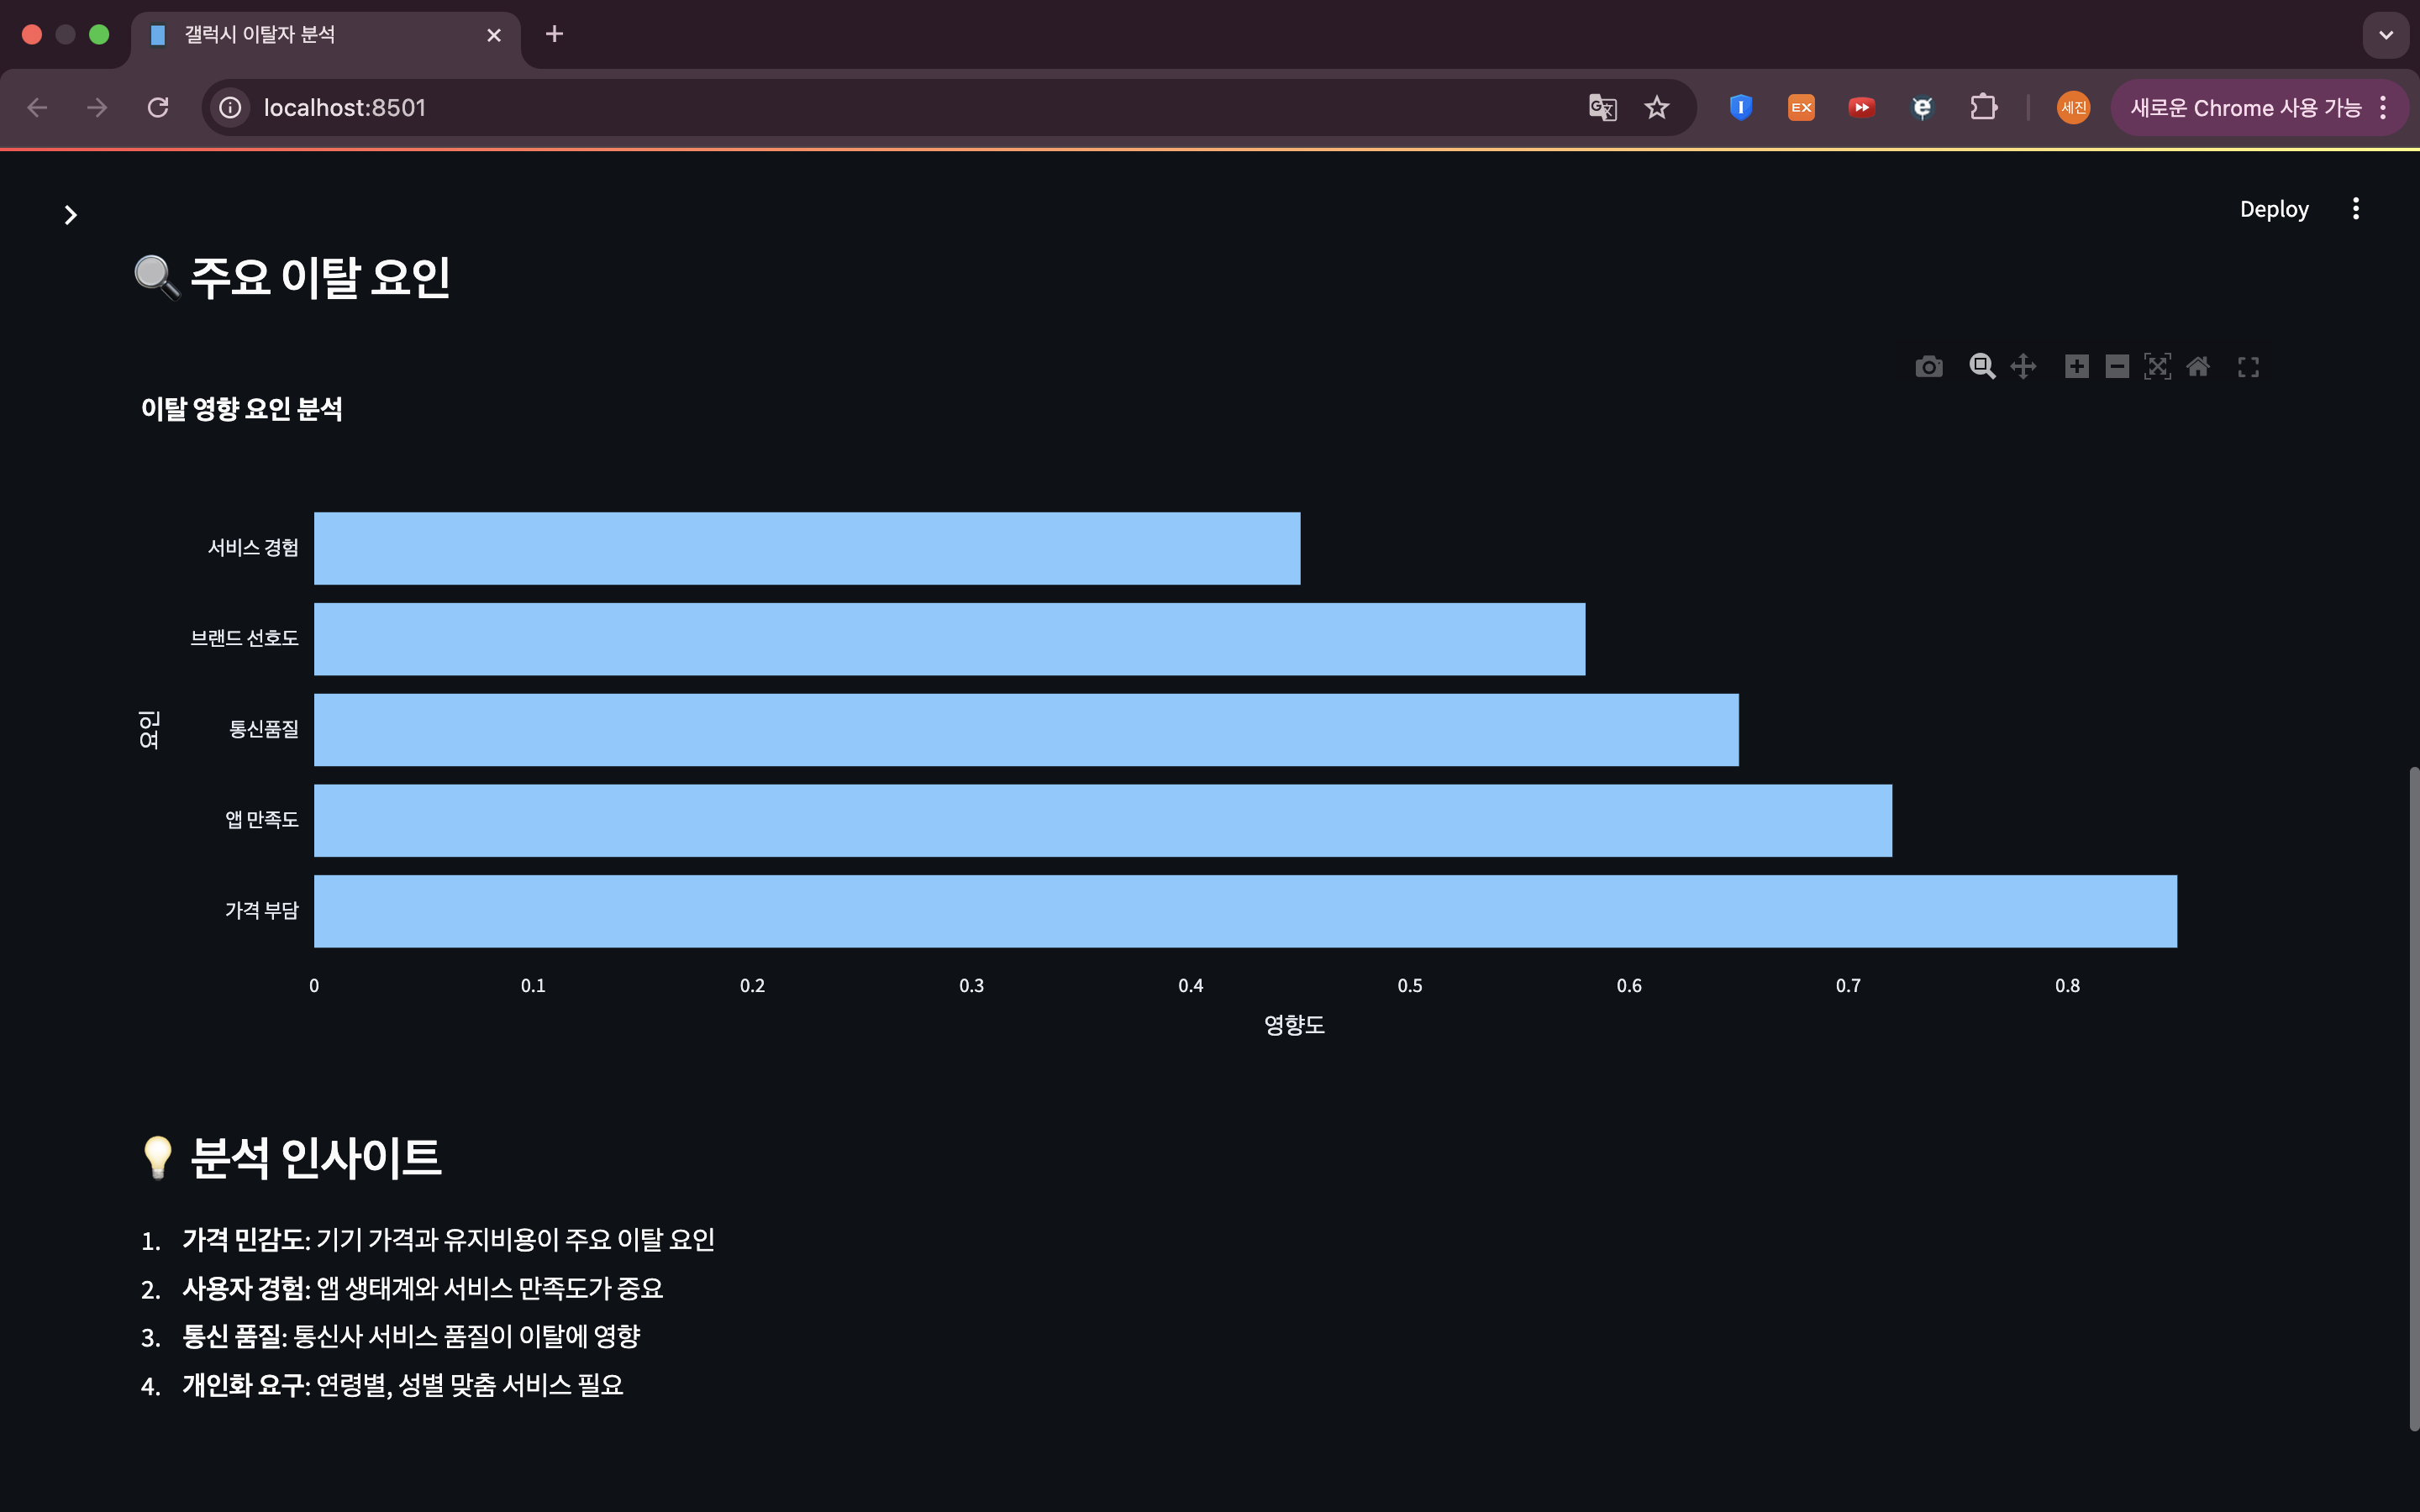 갤럭시 이탈자 분석
localhost:8501
EX
세진
새로운 Chrome 사용 가능
Deploy
🔍 주요 이탈 요인
이탈 영향 요인 분석
서비스 경험
브랜드 선호도
통신품질
앱 만족도
가격 부담
요인
0 0.1 0.2 0.3 0.4 0.5 0.6 0.7 0.8
영향도
💡 분석 인사이트
1. 가격 민감도: 기기 가격과 유지비용이 주요 이탈 요인
2. 사용자 경험: 앱 생태계와 서비스 만족도가 중요
3. 통신 품질: 통신사 서비스 품질이 이탈에 영향
4. 개인화 요구: 연령별, 성별 맞춤 서비스 필요